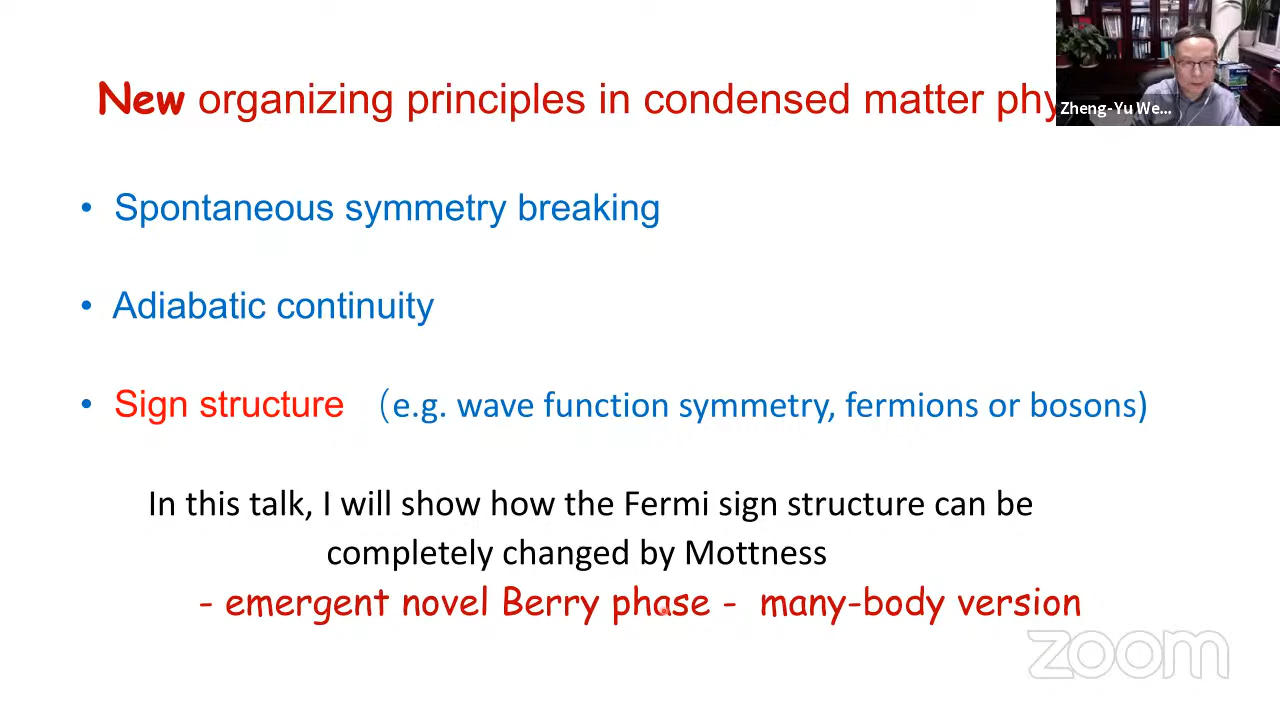 New organizing principles in condensed matter phy
Zheng-Yu We...
• Spontaneous symmetry breaking
• Adiabatic continuity
• Sign structure （e.g. wave function symmetry, fermions or bosons)
In this talk, I will show how the Fermi sign structure can be
completely changed by Mottness
- emergent novel Berry phase - many-body version
zoom